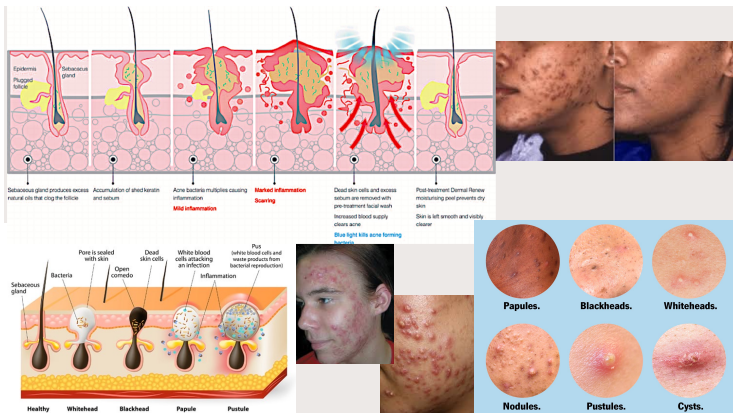 Epidermia
Sebacaous
gland
Plugged
follicle
Sebaceous gland produces excess
natural oils that clog the follicle
Accumulation of shed keratin
and sebum
Acne bacteria multiplies causing
inflammation
Mild inflammation
Marked inflammation
Scarring
Dead skin cells and excess
sebum are removed with
pre-treatment facial wash
Increased blood supply
clears acne
Blue light kills acne forming
bacteria
Post-treatment Dermal Renew
moisturising peel prevents dry
skin
Skin is left smooth and visibly
clearer
Sebaceous
gland
Bacteria
Pore is sealed
with skin
Open
comedo
Dead
skin cells
White blood
cells attacking
an infection
Inflammation
Pus
(white blood cells and
waste products from
bacterial reproduction)
Healthy
Whitehead
Blackhead
Papule
Pustule
Papules.
Blackheads.
Whiteheads.
Nodules.
Pustules.
Cysts.